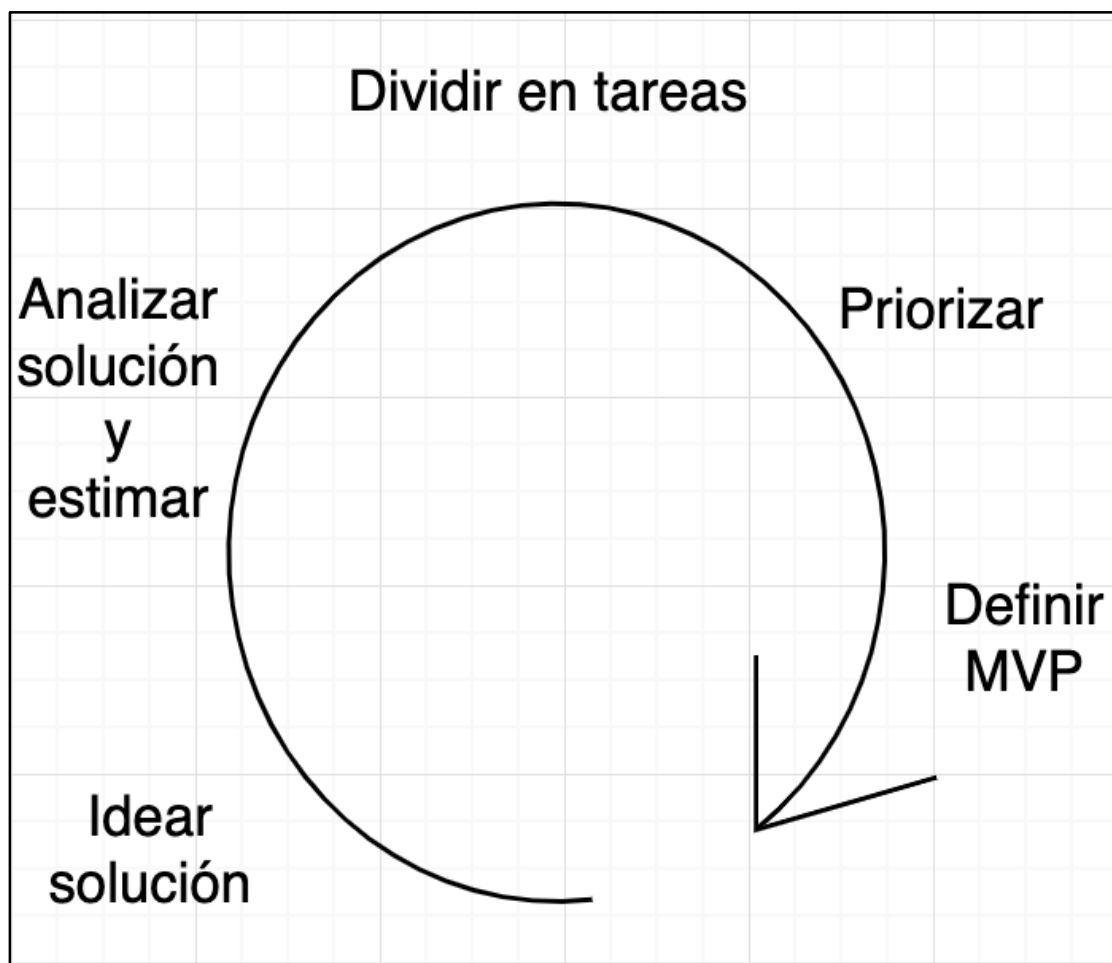 Dividir en tareas
Analizar
solución
y
estimar
Priorizar
Definir
MVP
Idear
solución